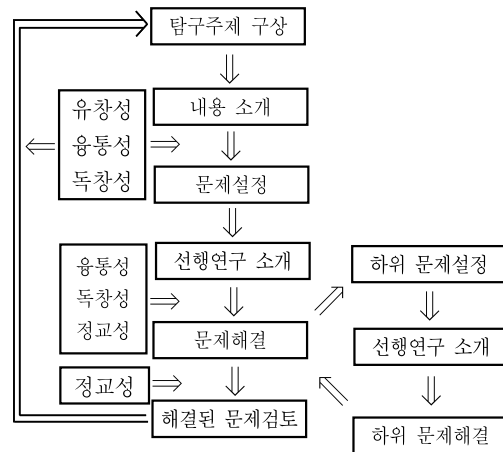 탐구주제 구상
유창성
융통성
독창성
내용 소개
문제설정
선행연구 소개
융통성
독창성
정교성
문제해결
정교성
해결된 문제검토
하위 문제설정
선행연구 소개
하위 문제해결